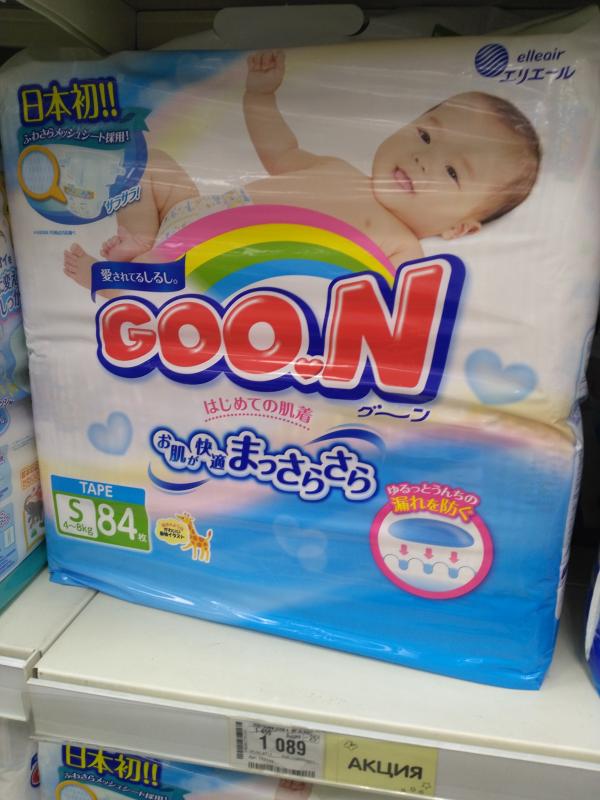 elleair
エリエール
日本初!!
ふわさらメッシュシート採用!
サラサラ!
愛されてるしるし。
GOO.N
グーン
はじめての肌着
お肌が快適まっさらさら
TAPE
S
4~8kg
84枚
ゆるっとうんちの
漏れを防ぐ
1 089
АКЦИЯ
日本初!!